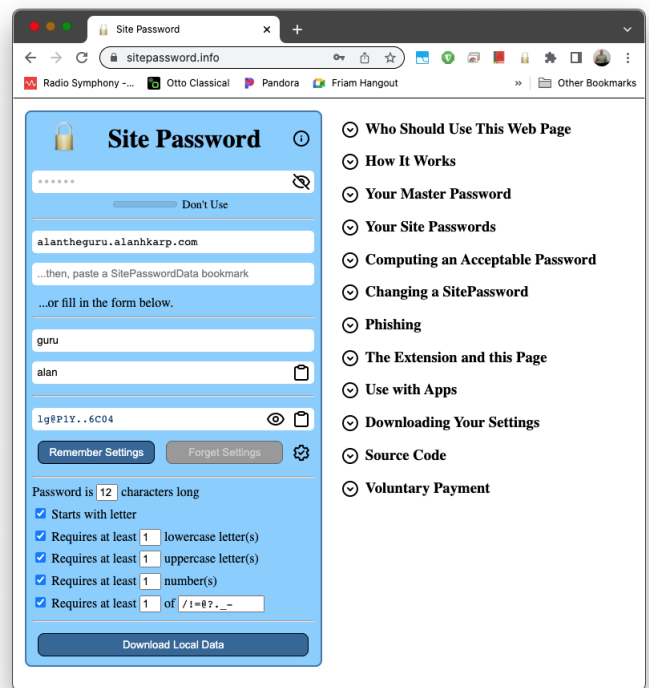 Site Password
sitepassword.info
Radio Symphony -...
Otto Classical
Pandora
Friam Hangout
»
Other Bookmarks
Site Password
Don't Use
alantheguru.alanhkarp.com
...then, paste a SitePasswordData bookmark
...or fill in the form below.
guru
alan
lg@P1Y..6C04
Remember Settings
Forget Settings
Password is 12 characters long
Starts with letter
Requires at least 1 lowercase letter(s)
Requires at least 1 uppercase letter(s)
Requires at least 1 number(s)
Requires at least 1 of /!=@?._-
Download Local Data
Who Should Use This Web Page
How It Works
Your Master Password
Your Site Passwords
Computing an Acceptable Password
Changing a SitePassword
Phishing
The Extension and this Page
Use with Apps
Downloading Your Settings
Source Code
Voluntary Payment